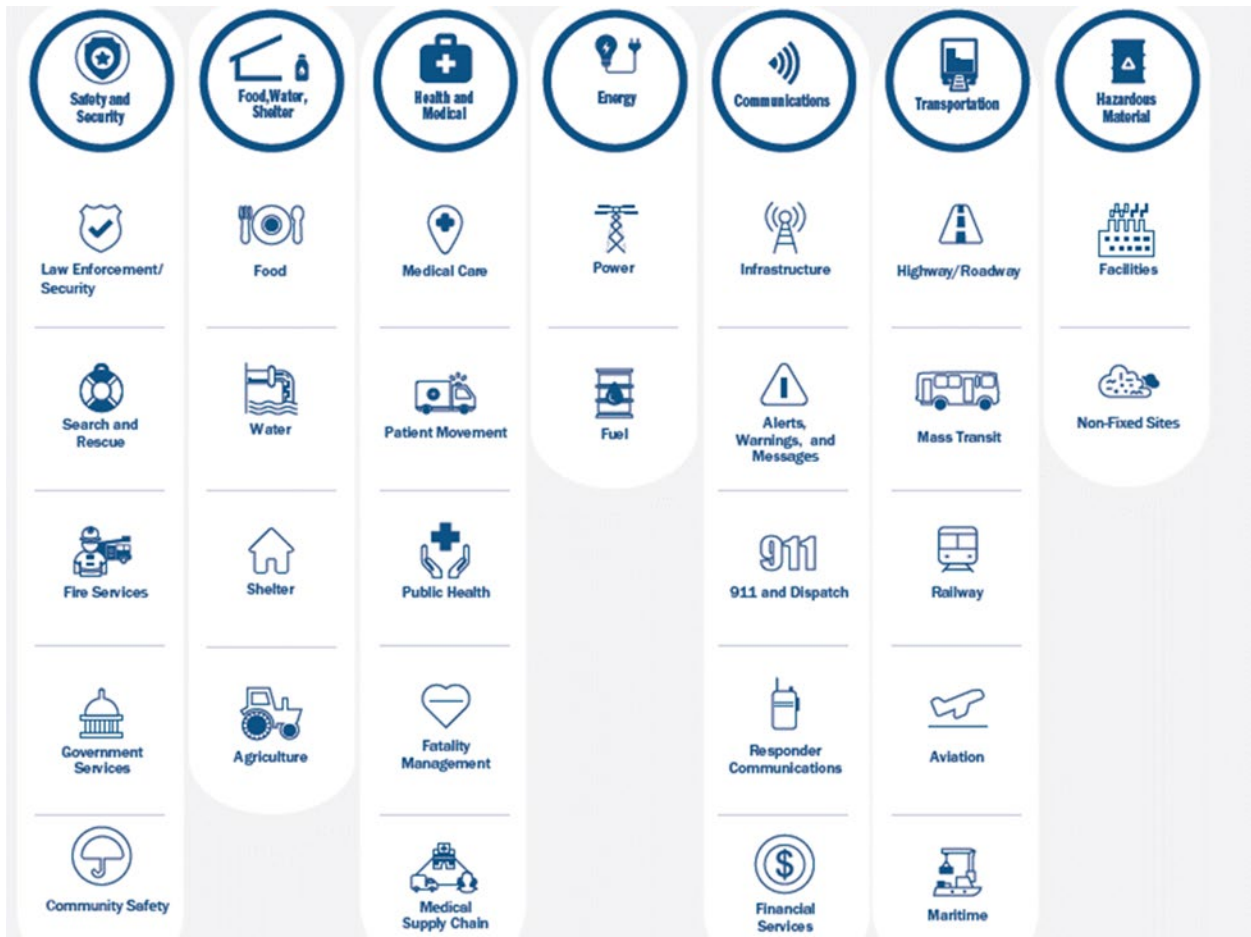 Safety and
Security
Food,Water,
Shelter
Health and
Medical
Energy
Communications
Transportation
Hazardous
Material
Law Enforcement/
Security
Food
Medical Care
Power
Infrastructure
Highway/Roadway
Facilities
Search and
Rescue
Water
Patient Movement
Fuel
Alerts,
Warnings, and
Messages
Mass Transit
Non-Fixed Sites
Fire Services
Shelter
Public Health
911
911 and Dispatch
Railway
Government
Services
Agriculture
Fatality
Management
Responder
Communications
Aviation
Community Safety
Medical
Supply Chain
$
Financial
Services
Maritime